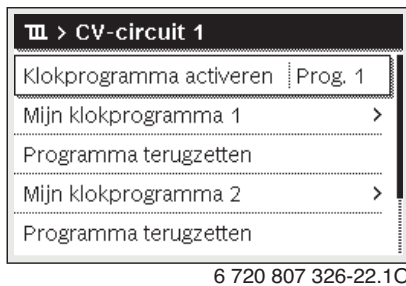 > CV-circuit 1
Klokprogramma activeren Prog. 1
Mijn klokprogramma 1 >
Programma terugzetten
Mijn klokprogramma 2 >
Programma terugzetten
6 720 807 326-22.1O